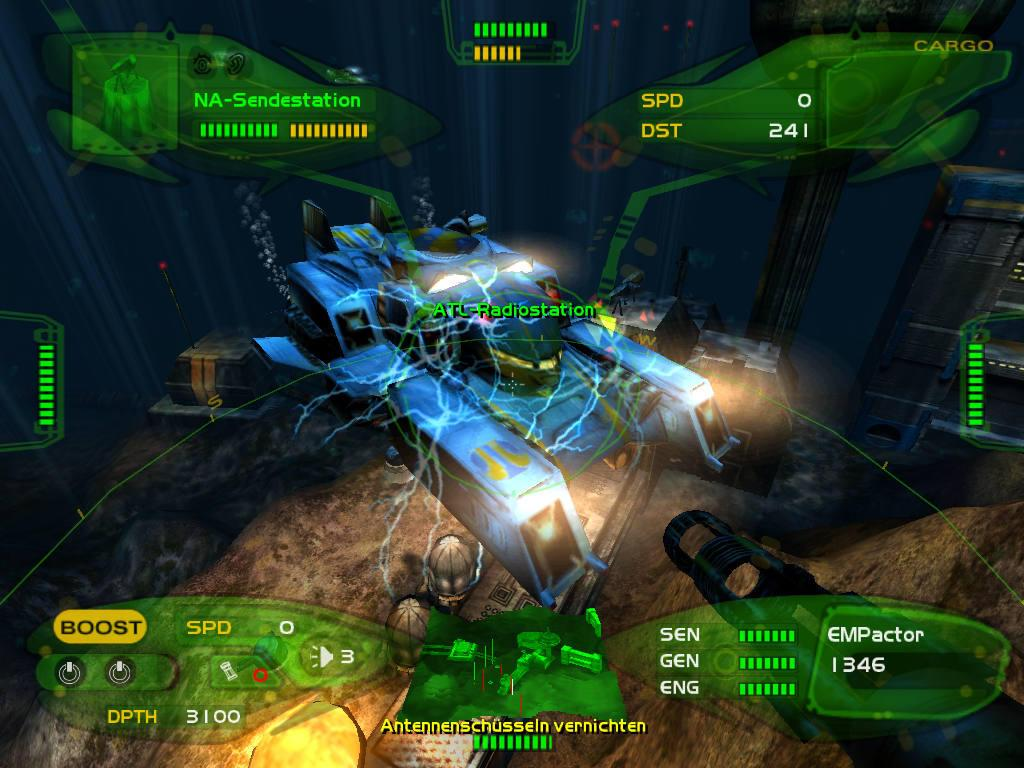 CARGO
NA-Sendestation
SPD 0
DST 241
ATL-Radiostation
W
S
BOOST
SPD 0
3
DPTH 3100
SEN
GEN
ENG
EMPactor
1346
Antennenschüsseln vernichten